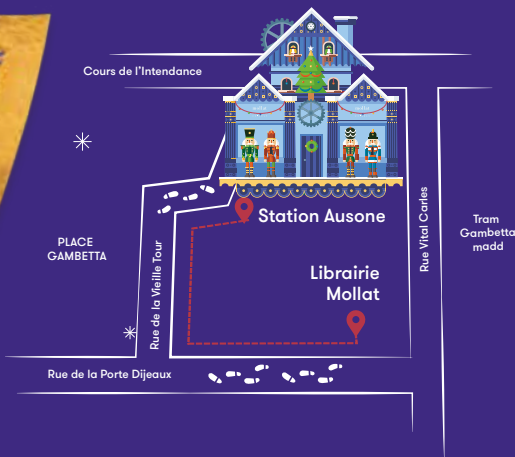 Cours de l'Intendance
mollat
Station Ausone
PLACE
GAMBETTA
Rue de la Vieille Tour
Librairie
Mollat
Rue Vital Carles
Tram
Gambetta
madd
Rue de la Porte Dijeaux